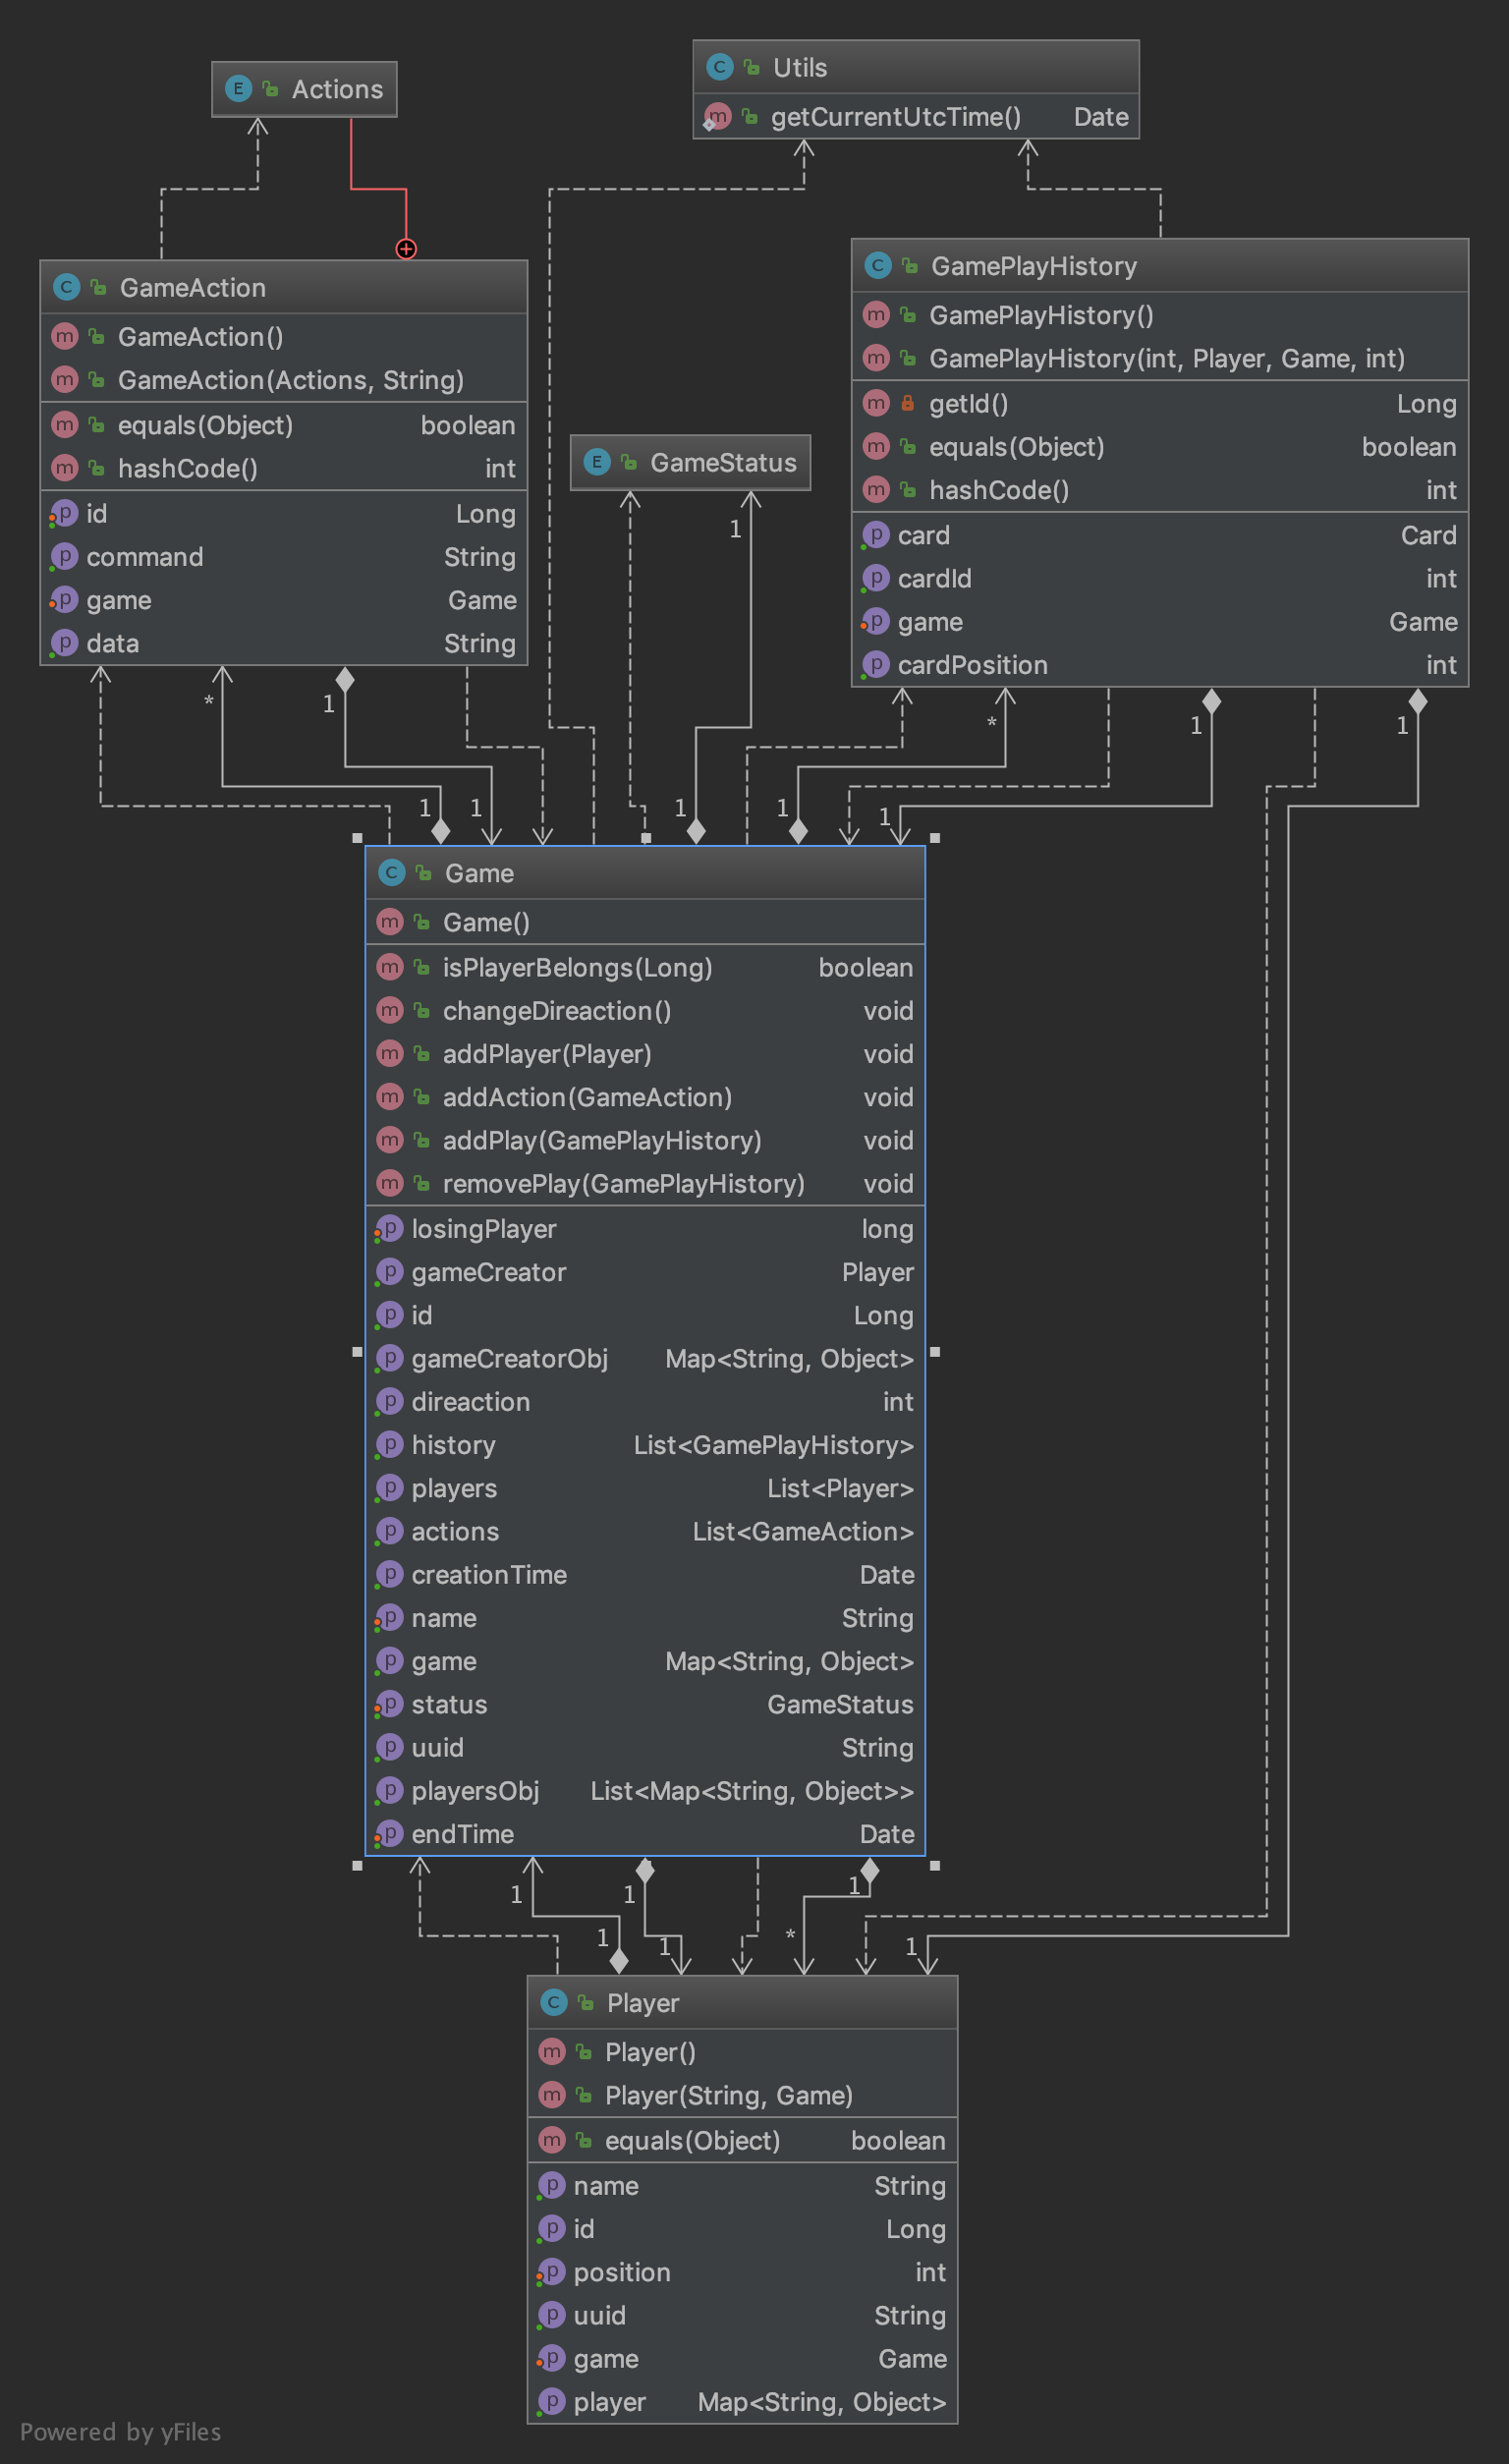 Actions
Utils
getCurrentUtcTime() Date
GameAction
GameAction()
GameAction(Actions, String)
equals(Object) boolean
hashCode() int
id Long
command String
game Game
data String
GameStatus
GamePlayHistory
GamePlayHistory()
GamePlayHistory(int, Player, Game, int)
getId() Long
equals(Object) boolean
hashCode() int
card Card
cardId int
game Game
cardPosition int
1
* 1 * 1 1
1 1 1 1 1
Game
Game()
isPlayerBelongs(Long) boolean
changeDireaction() void
addPlayer(Player) void
addAction(GameAction) void
addPlay(GamePlayHistory) void
removePlay(GamePlayHistory) void
losingPlayer long
gameCreator Player
id Long
gameCreatorObj Map<String, Object>
direaction int
history List<GamePlayHistory>
players List<Player>
actions List<GameAction>
creationTime Date
name String
game Map<String, Object>
status GameStatus
uuid String
playersObj List<Map<String, Object>>
endTime Date
1 1 1
1 1 * 1
Player
Player()
Player(String, Game)
equals(Object) boolean
name String
id Long
position int
uuid String
game Game
player Map<String, Object>
Powered by yFiles